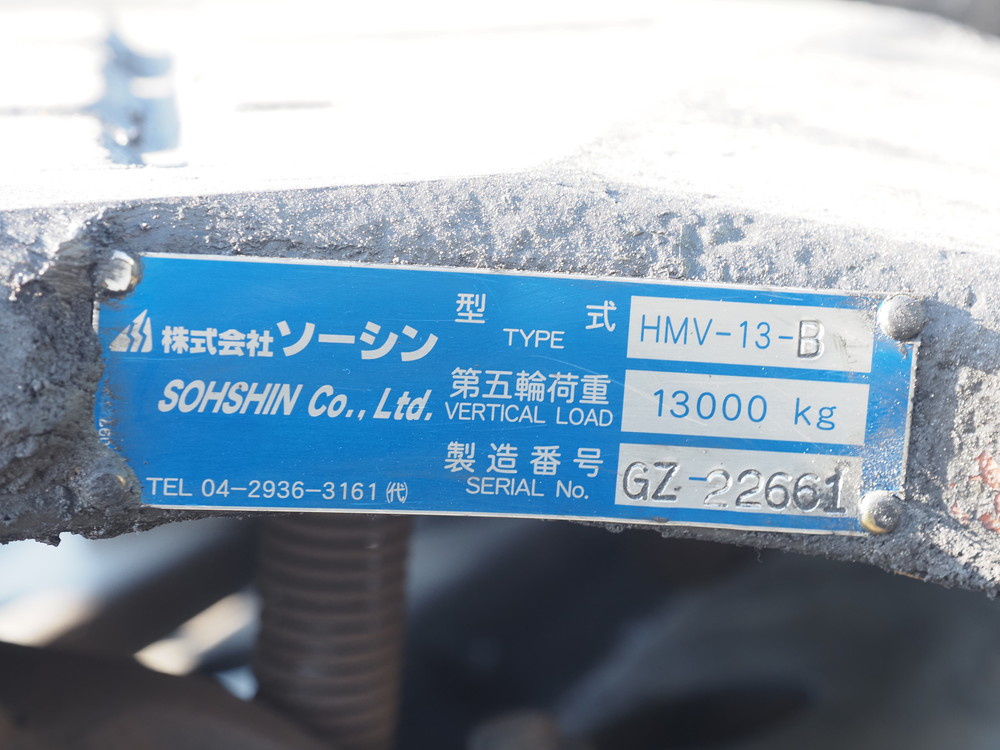 株式会社ソーシン
SOHSHIN Co., Ltd.
TEL 04-2936-3161 ㈹
型 式 HMV-13-B
TYPE
第五輪荷重 13000 kg
VERTICAL LOAD
製造番号 GZ-22661
SERIAL No.